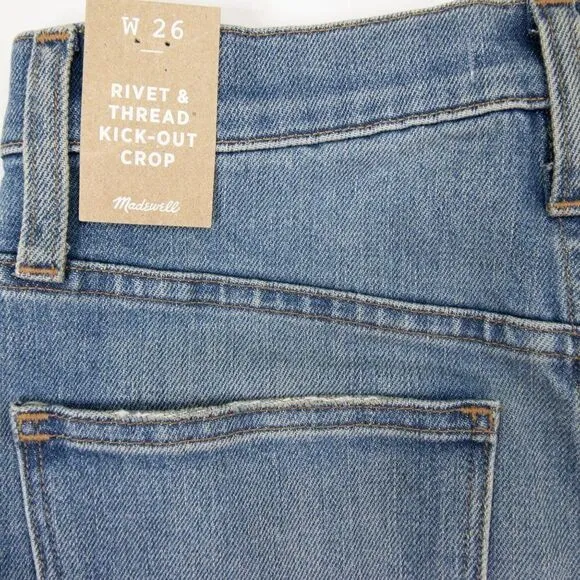 W 26
RIVET &
THREAD
KICK-OUT
CROP
Madewell